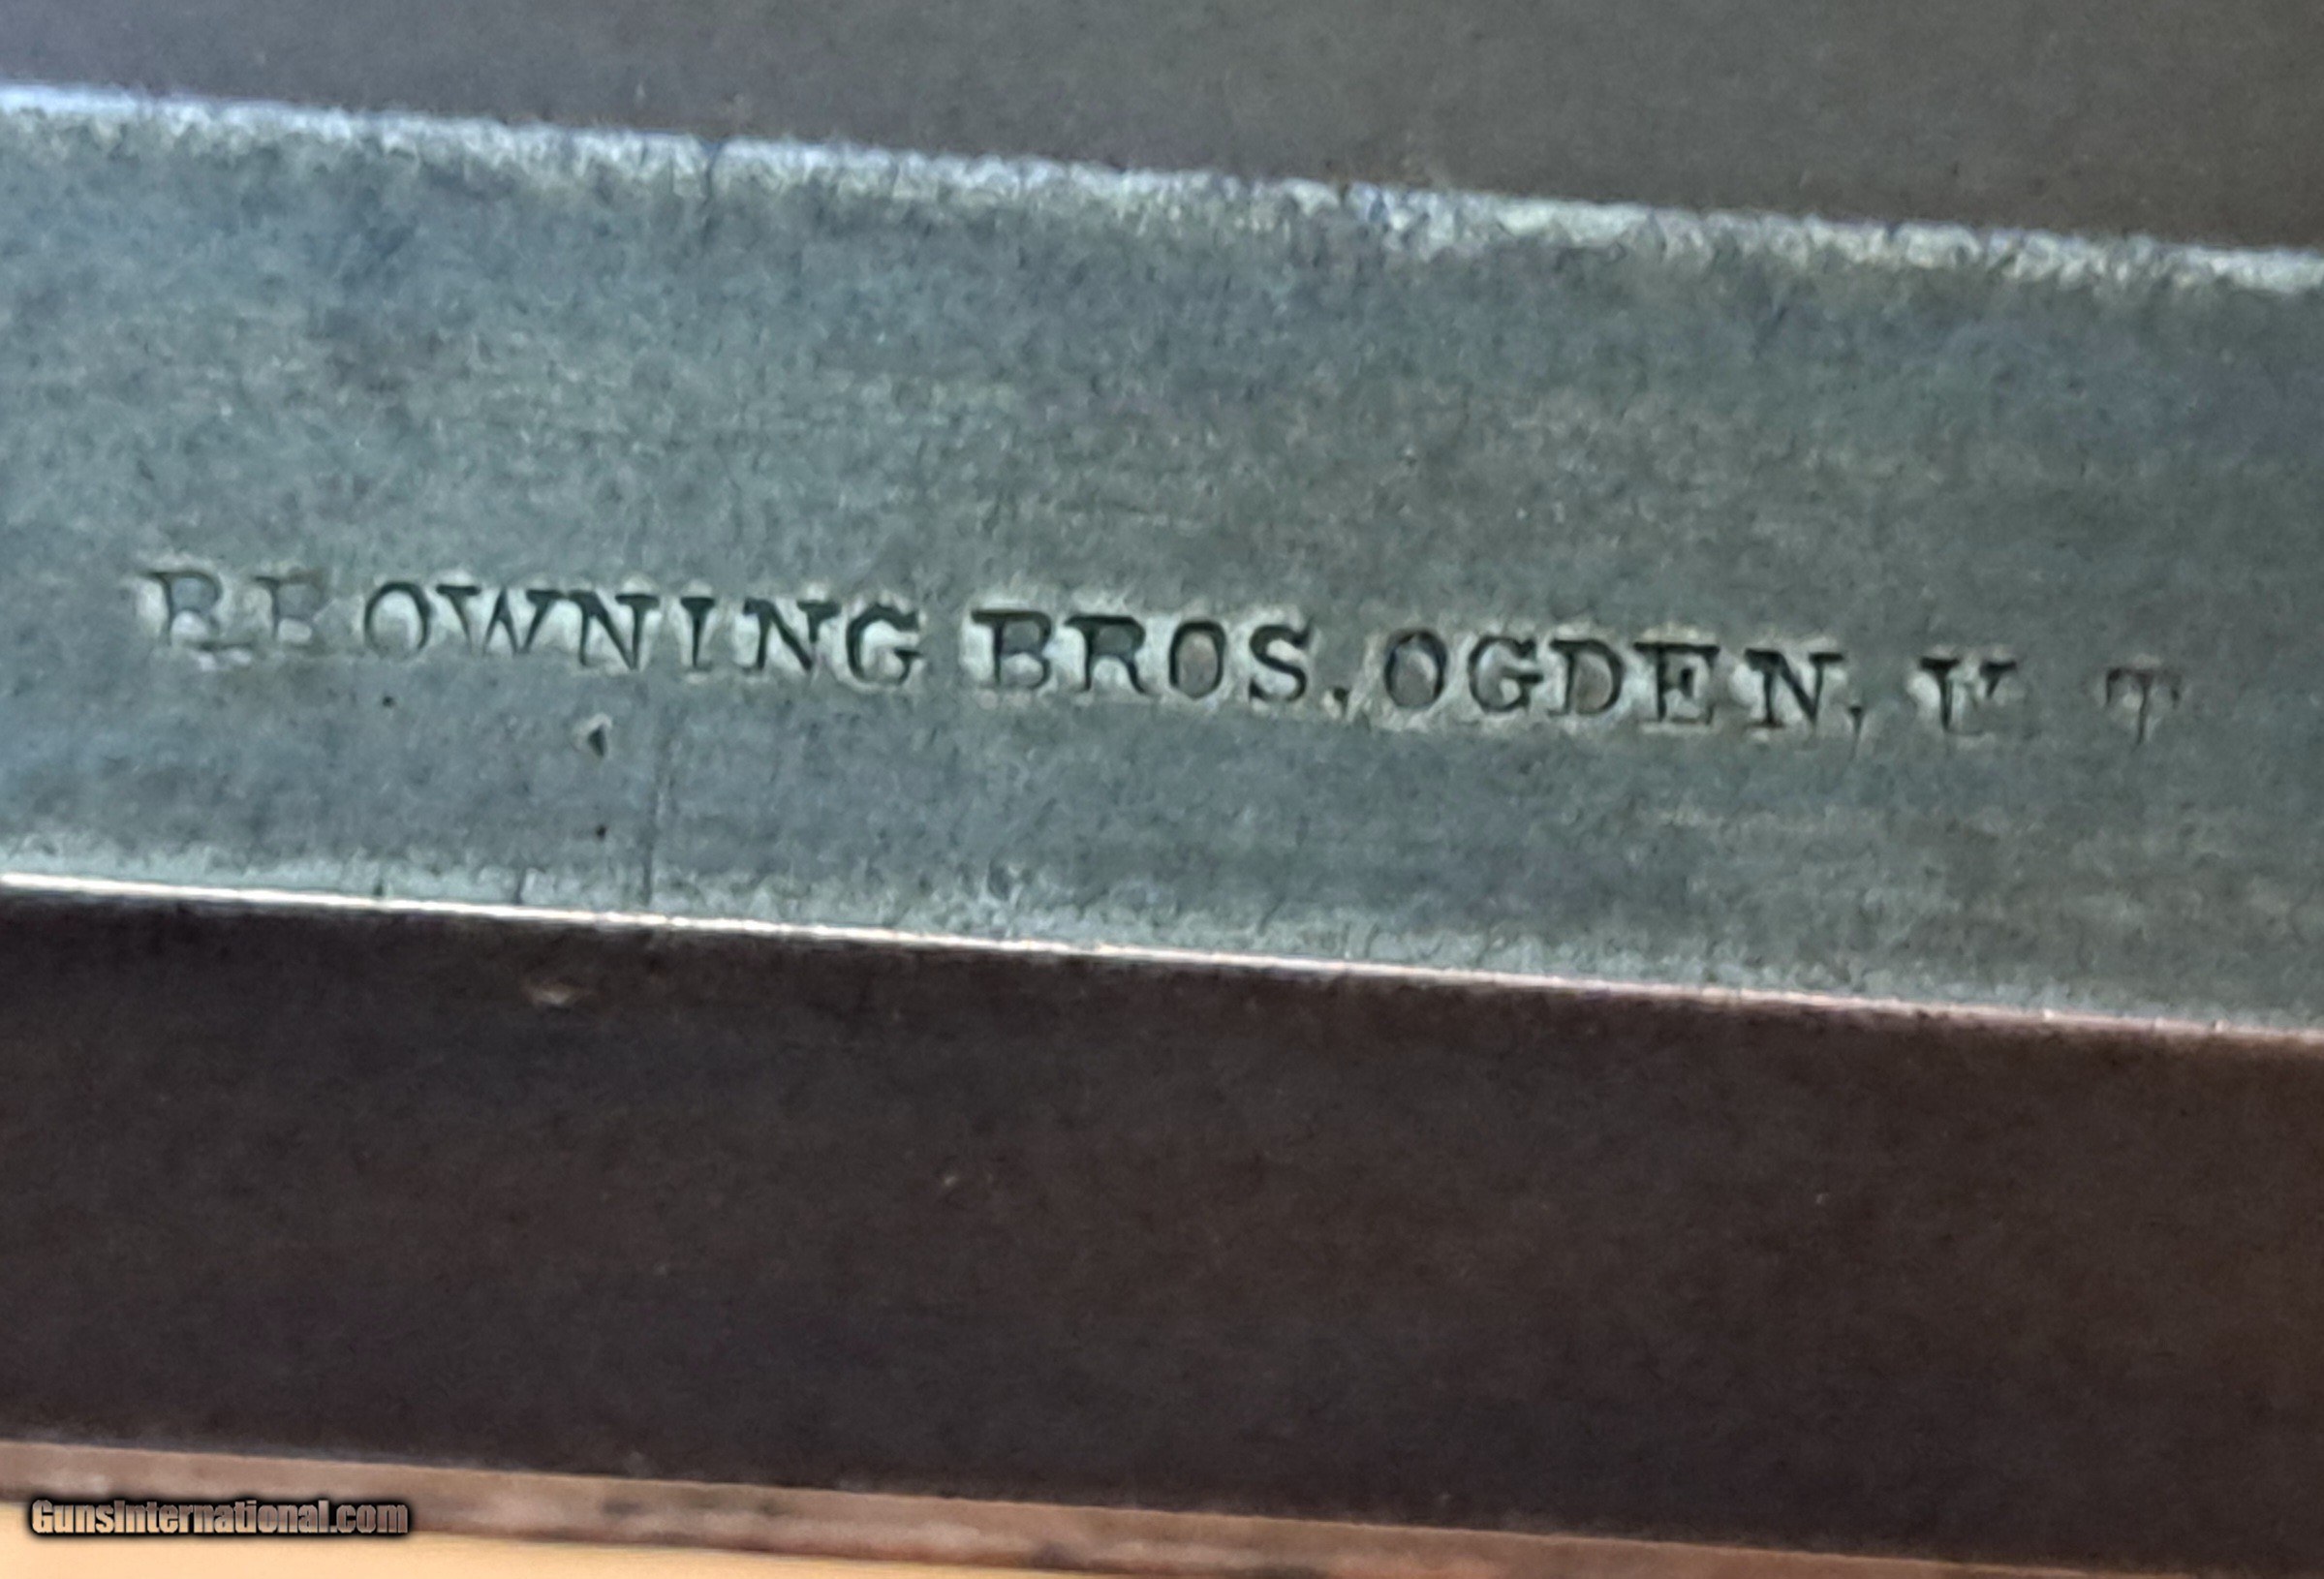 BROWNING BROS. OGDEN, U T
GunsInternational.com